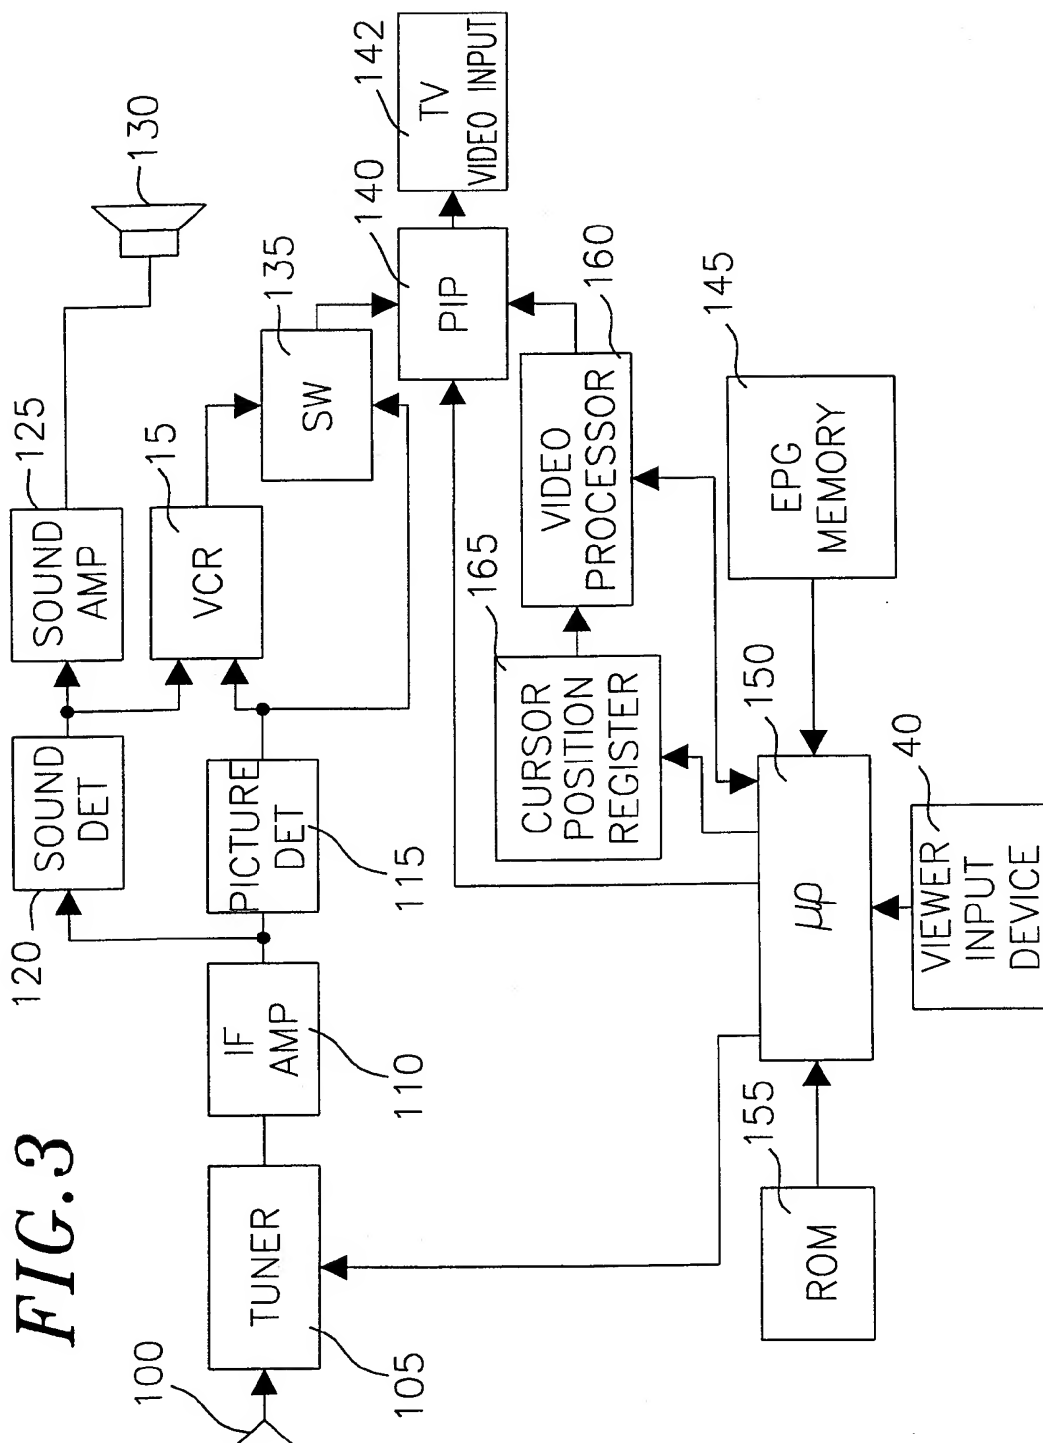 FIG.3
100
TUNER
105
IF
AMP
110
120
SOUND
DET
PICTURE
DET
115
SOUND
AMP
125
130
VCR
15
SW
135
PIP
140
TV
VIDEO INPUT
142
CURSOR
POSITION
REGISTER
165
VIDEO
PROCESSOR
160
EPG
MEMORY
145
μp
150
ROM
155
VIEWER
INPUT
DEVICE
40